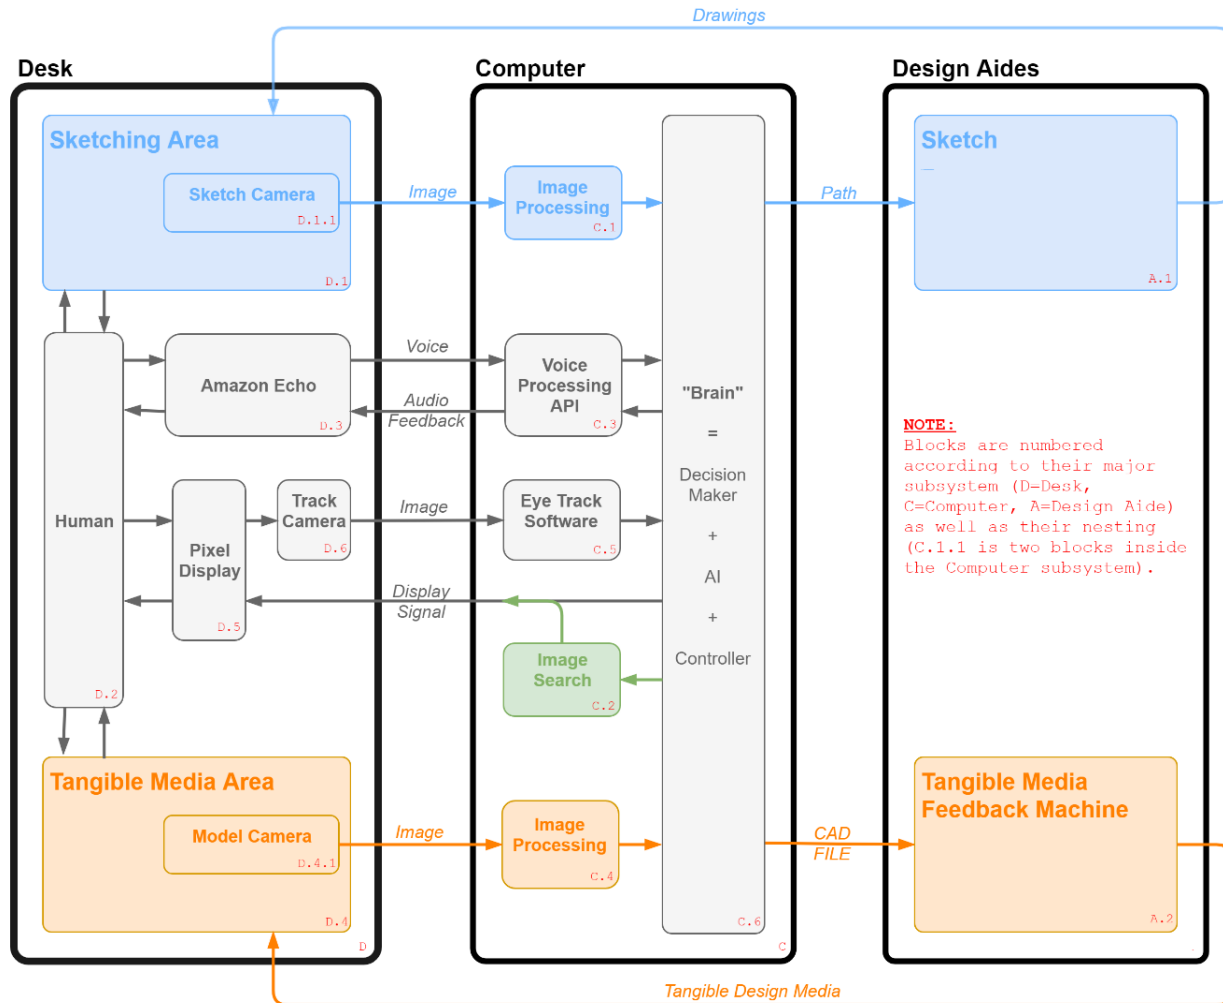 Drawings
Desk
Computer
Design Aides
Sketching Area
Sketch Camera
D.1.1
D.1
Image
Image
Processing
C.1
Path
Sketch
A.1
Human
D.2
Amazon Echo
D.3
Voice
Audio
Feedback
Voice
Processing
API
C.3
"Brain"
=
Decision
Maker
+
AI
+
Controller
C.6
NOTE:
Blocks are numbered
according to their major
subsystem (D=Desk,
C=Computer, A=Design Aide)
as well as their nesting
(C.1.1 is two blocks inside
the Computer subsystem).
Pixel
Display
D.5
Track
Camera
D.6
Image
Eye Track
Software
C.5
Display
Signal
Image
Search
C.2
Tangible Media Area
Model Camera
D.4.1
D.4
D
Image
Image
Processing
C.4
C
CAD
FILE
Tangible Media
Feedback Machine
A.2
Tangible Design Media